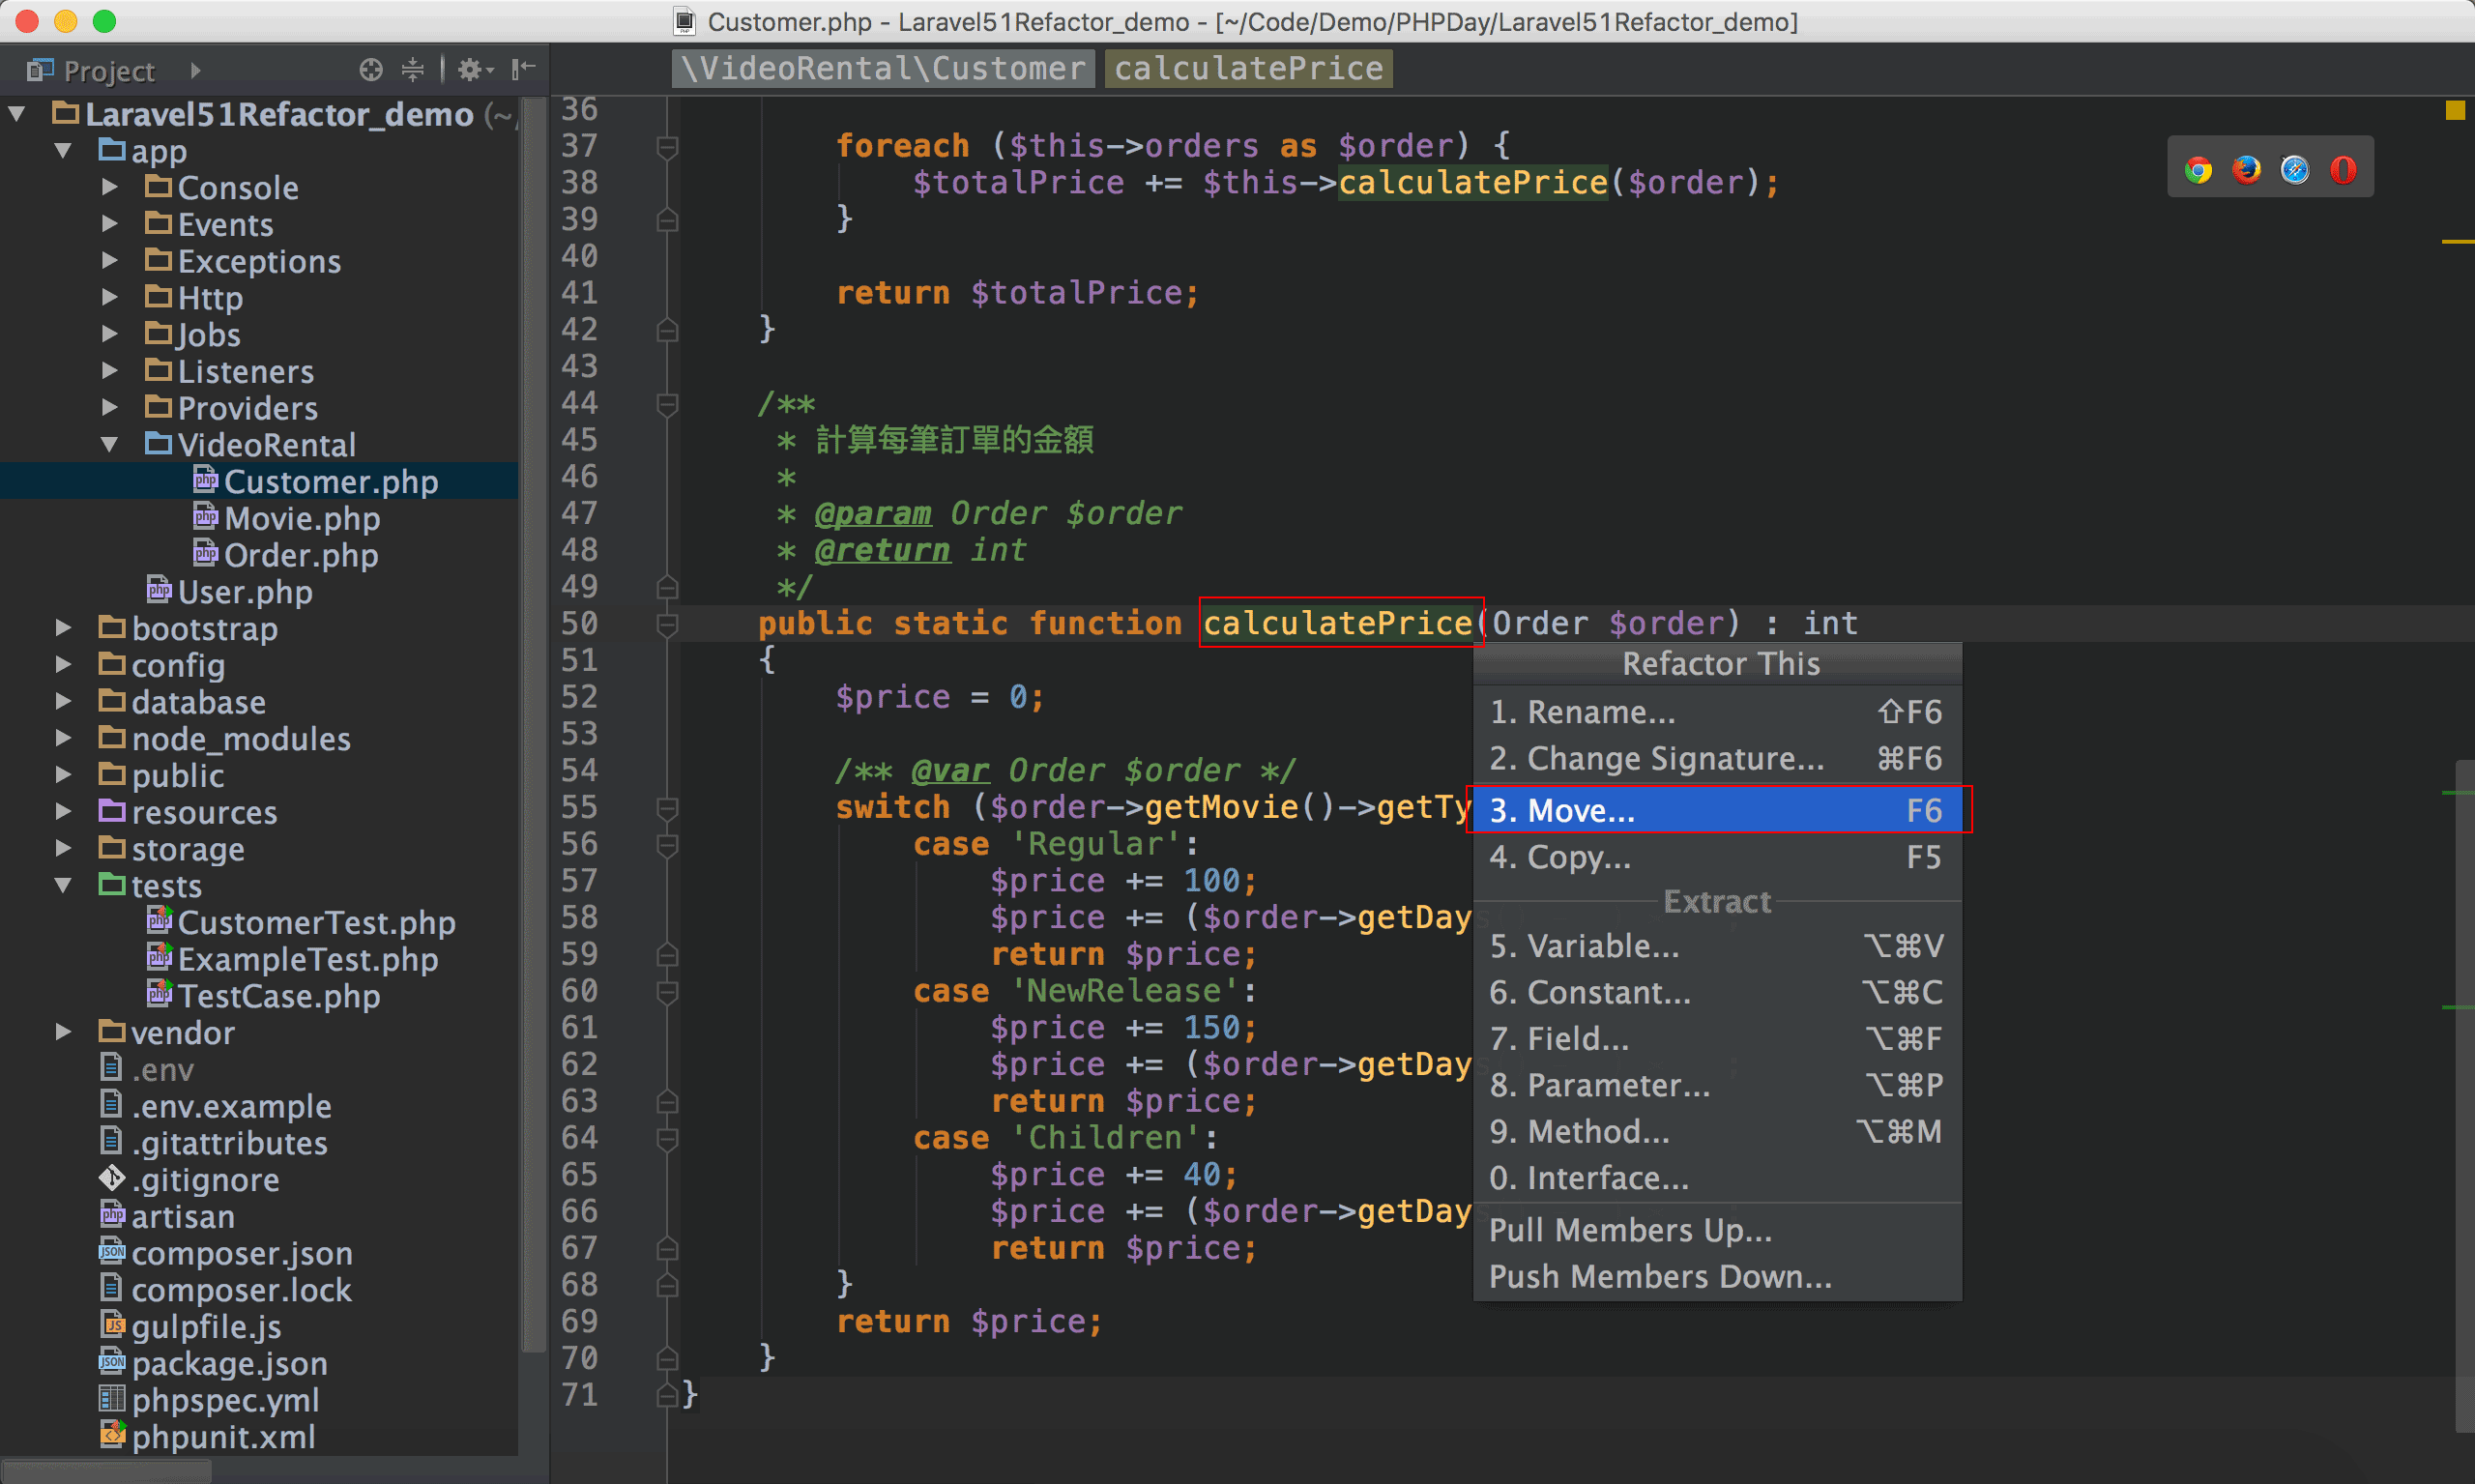 Customer.php - Laravel51Refactor_demo - [~/Code/Demo/PHPDay/Laravel51Refactor_demo]
Project
\VideoRental\Customer calculatePrice
Laravel51Refactor_demo (~
app
Console
Events
Exceptions
Http
Jobs
Listeners
Providers
VideoRental
Customer.php
Movie.php
Order.php
User.php
bootstrap
config
database
node_modules
public
resources
storage
tests
CustomerTest.php
ExampleTest.php
TestCase.php
vendor
.env
.env.example
.gitattributes
.gitignore
artisan
composer.json
composer.lock
gulpfile.js
package.json
phpspec.yml
phpunit.xml
36
37 foreach ($this->orders as $order) {
38 $totalPrice += $this->calculatePrice($order);
39 }
40
41 return $totalPrice;
42 }
43
44 /**
45 * 計算每筆訂單的金額
46 *
47 * @param Order $order
48 * @return int
49 */
50 public static function calculatePrice(Order $order) : int
51 {
52 $price = 0;
53
54 /** @var Order $order */
55 switch ($order->getMovie()->getTy
56 case 'Regular':
57 $price += 100;
58 $price += ($order->getDays
59 return $price;
60 case 'NewRelease':
61 $price += 150;
62 $price += ($order->getDays
63 return $price;
64 case 'Children':
65 $price += 40;
66 $price += ($order->getDays
67 return $price;
68 }
69 return $price;
70 }
71 }
Refactor This
1. Rename... ⇧F6
2. Change Signature... ⌘F6
3. Move... F6
4. Copy... F5
Extract
5. Variable... ⌥⌘V
6. Constant... ⌥⌘C
7. Field... ⌥⌘F
8. Parameter... ⌥⌘P
9. Method... ⌥⌘M
0. Interface...
Pull Members Up...
Push Members Down...